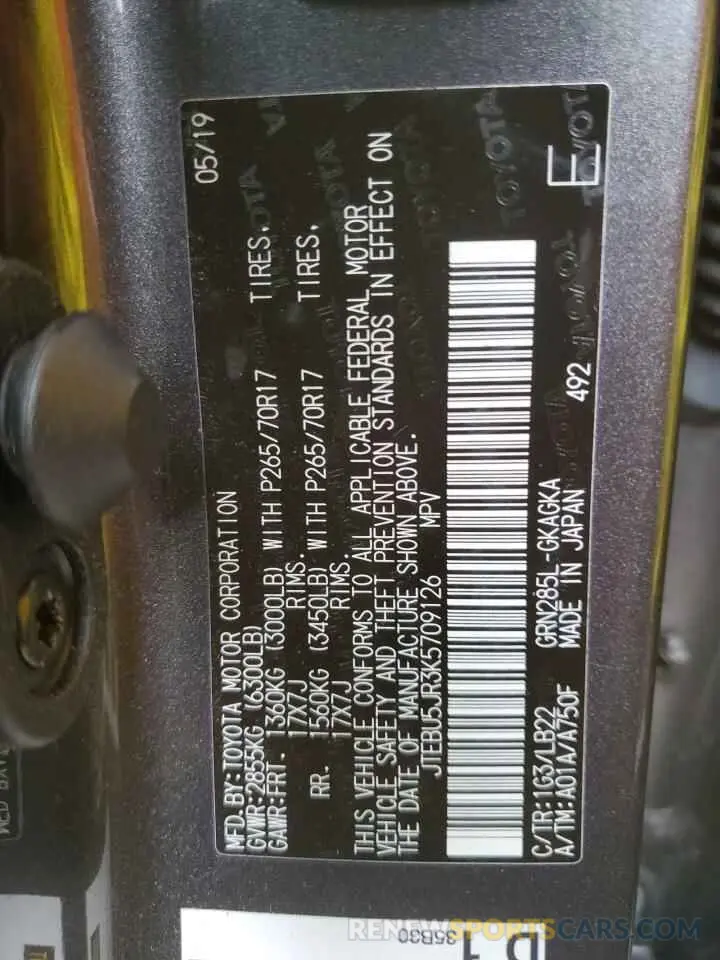 MFD. BY: TOYOTA MOTOR CORPORATION 05/19
GVWR: 2855KG (6300LB)
GAWR: FRT. 1360KG (3000LB) WITH P265/70R17 TIRES.
17X7J RIMS.
RR. 1560KG (3450LB) WITH P265/70R17 TIRES.
17X7J RIMS.
THIS VEHICLE CONFORMS TO ALL APPLICABLE FEDERAL MOTOR
VEHICLE SAFETY AND THEFT PREVENTION STANDARDS IN EFFECT ON
THE DATE OF MANUFACTURE SHOWN ABOVE.
JTEBU5JR3K5709126 MPV
C/TR: 1G3/LB22 GRN285L-GKAGKA
A/TM: A01A/A750F MADE IN JAPAN 492
E
35B30
RENEWSPORTSCARS.COM